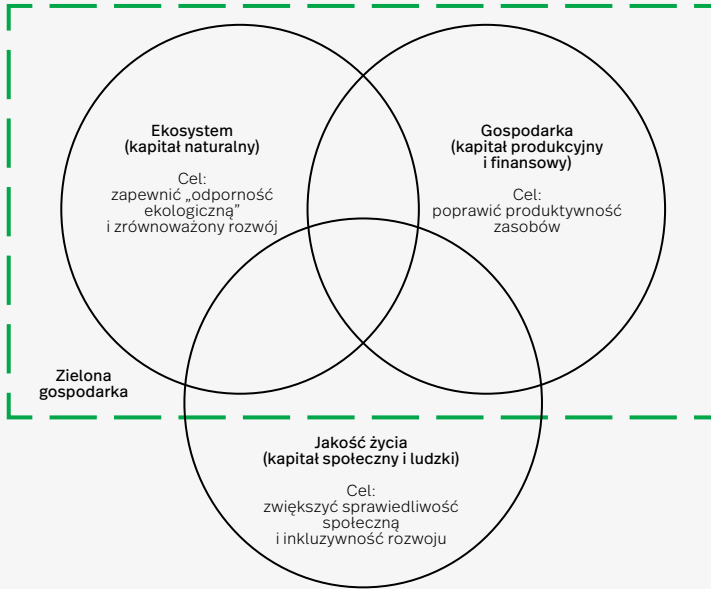 Ekosystem
(kapitał naturalny)
Cel:
zapewnić „odporność
ekologiczną”
i zrównoważony rozwój
Gospodarka
(kapitał produkcyjny
i finansowy)
Cel:
poprawić produktywność
zasobów
Zielona
gospodarka
Jakość życia
(kapitał społeczny i ludzki)
Cel:
zwiększyć sprawiedliwość
społeczną
i inkluzywność rozwoju